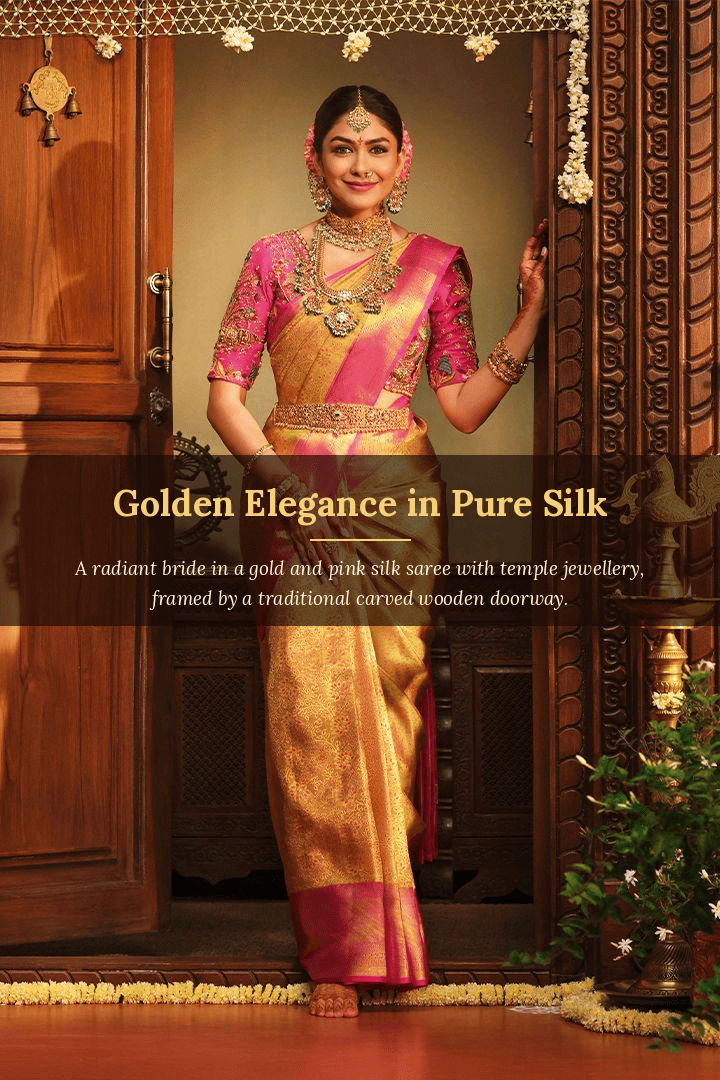 Golden Elegance in Pure Silk
A radiant bride in a gold and pink silk saree with temple jewellery,
framed by a traditional carved wooden doorway.